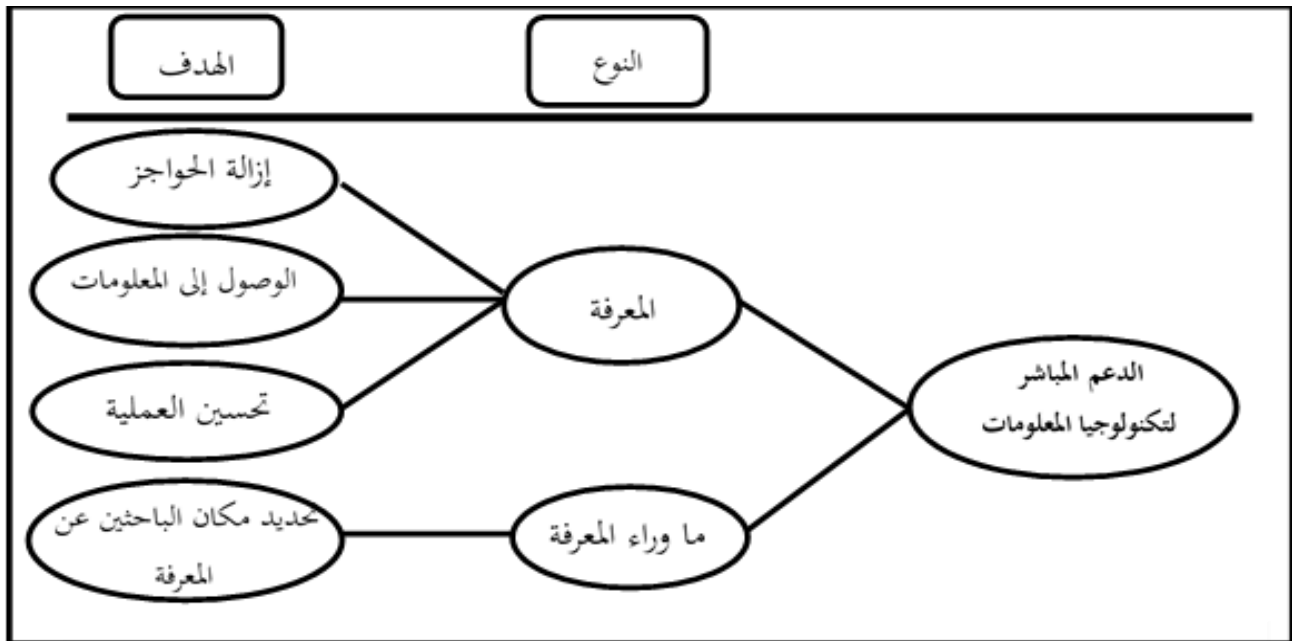 النوع
الهدف
إزالة الحواجز
الوصول إلى المعلومات
المعرفة
الدعم المباشر
لتكنولوجيا المعلومات
تحسين العملية
تحديد مكان الباحثين عن
المعرفة
ما وراء المعرفة